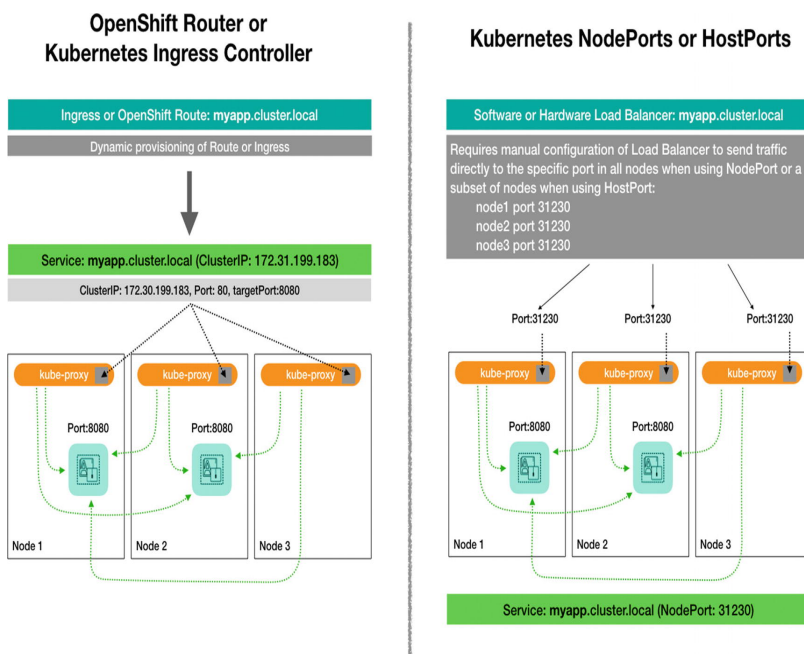 OpenShift Router or
Kubernetes Ingress Controller
Ingress or OpenShift Route: myapp.cluster.local
Dynamic provisioning of Route or Ingress
Service: myapp.cluster.local (ClusterIP: 172.31.199.183)
ClusterIP: 172.30.199.183, Port: 80, targetPort:8080
kube-proxy
kube-proxy
kube-proxy
Port:8080
Port:8080
Node 1
Node 2
Node 3
Kubernetes NodePorts or HostPorts
Software or Hardware Load Balancer: myapp.cluster.local
Requires manual configuration of Load Balancer to send traffic
directly to the specific port in all nodes when using NodePort or a
subset of nodes when using HostPort:
node1 port 31230
node2 port 31230
node3 port 31230
Port:31230
Port:31230
Port:31230
kube-proxy
kube-proxy
kube-proxy
Port:8080
Port:8080
Node 1
Node 2
Node 3
Service: myapp.cluster.local (NodePort: 31230)